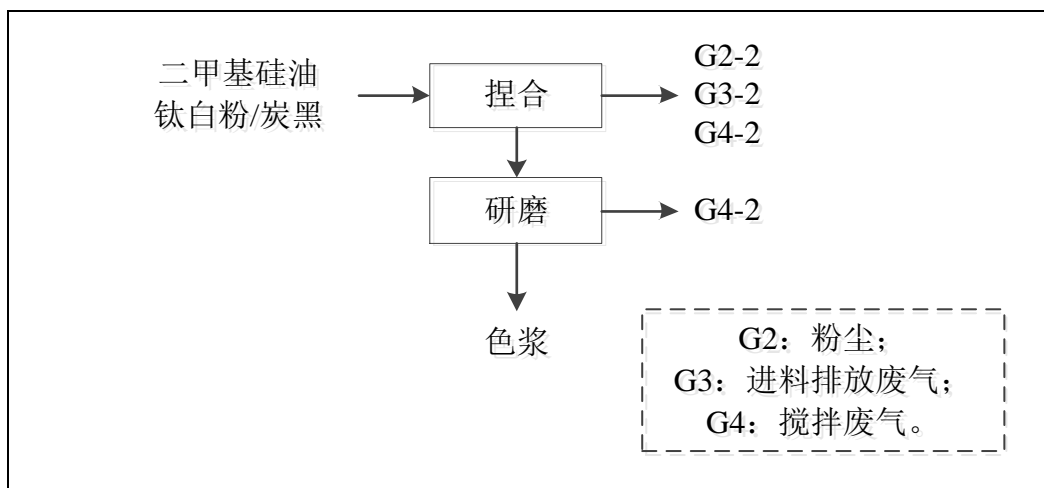 二甲基硅油
钛白粉/炭黑
捏合
G2-2
G3-2
G4-2
研磨
G4-2
色浆
G2：粉尘；
G3：进料排放废气；
G4：搅拌废气。